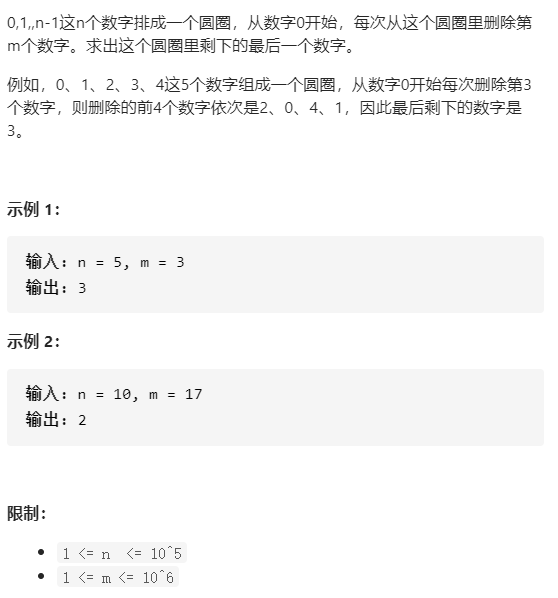 0,1,,n-1这n个数字排成一个圆圈，从数字0开始，每次从这个圆圈里删除第
m个数字。求出这个圆圈里剩下的最后一个数字。
例如，0、1、2、3、4这5个数字组成一个圆圈，从数字0开始每次删除第3
个数字，则删除的前4个数字依次是2、0、4、1，因此最后剩下的数字是
3。
示例 1：
输入：n = 5, m = 3
输出：3
示例 2：
输入：n = 10, m = 17
输出：2
限制：
1 <= n  <= 10^5
1 <= m <= 10^6